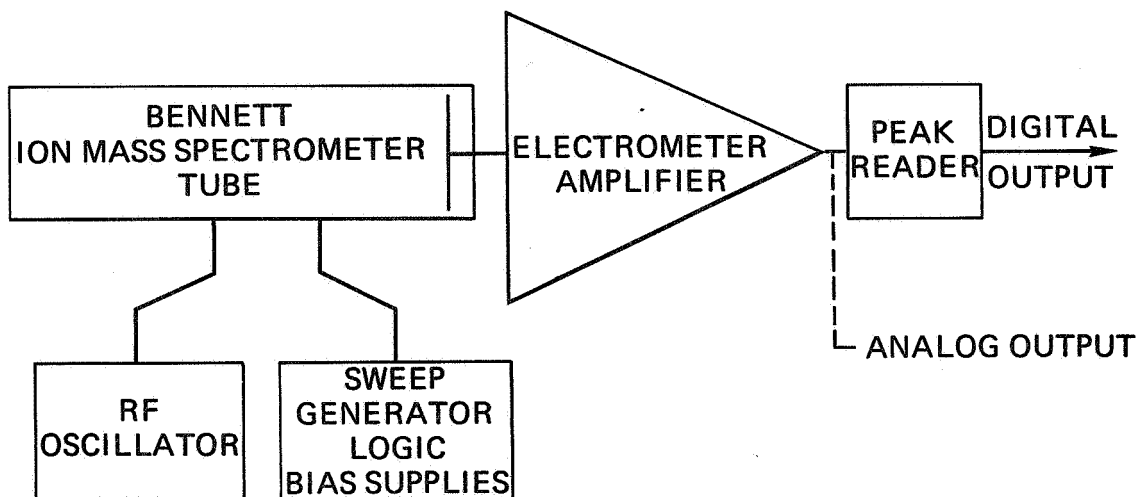 BENNETT
ION MASS SPECTROMETER
TUBE
ELECTROMETER
AMPLIFIER
PEAK
READER
DIGITAL
OUTPUT
ANALOG OUTPUT
RF
OSCILLATOR
SWEEP
GENERATOR
LOGIC
BIAS SUPPLIES